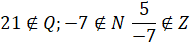 21 ∉ Q; −7 ∉ N 5/−7 ∉ Z